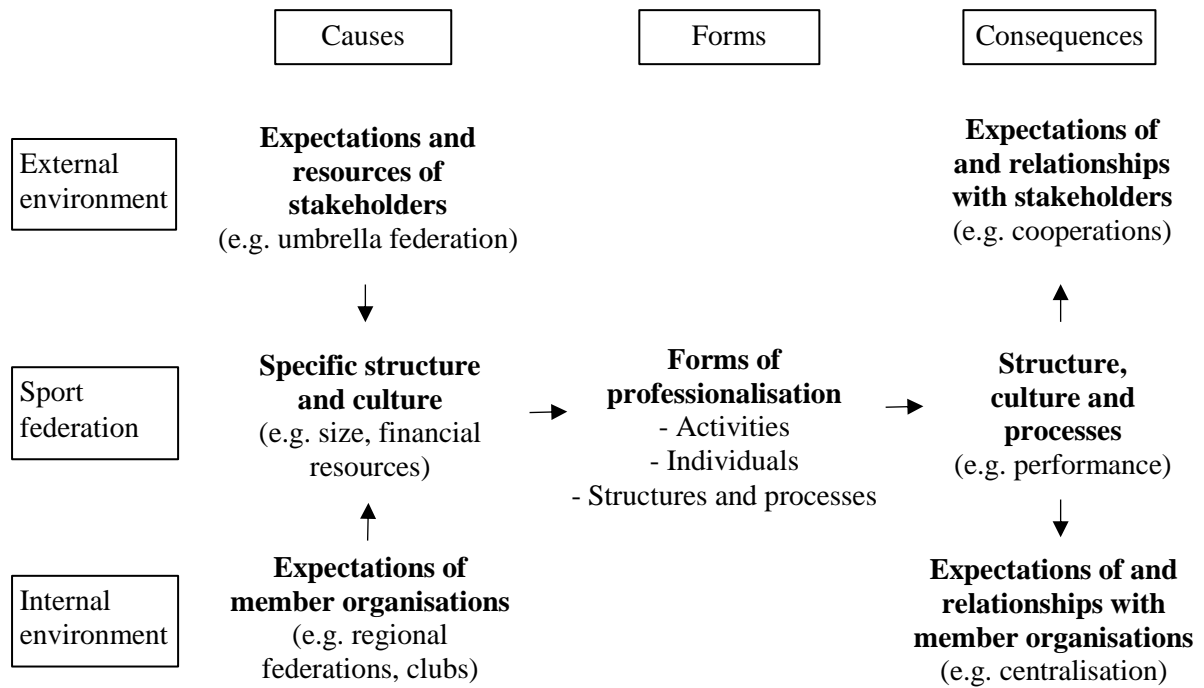 Causes
Forms
Consequences
External
environment
Expectations and
resources of
stakeholders
(e.g. umbrella federation)
Expectations of
and relationships
with stakeholders
(e.g. cooperations)
Sport
federation
Specific structure
and culture
(e.g. size, financial
resources)
Forms of
professionalisation
- Activities
- Individuals
- Structures and processes
Structure,
culture and
processes
(e.g. performance)
Internal
environment
Expectations of
member organisations
(e.g. regional
federations, clubs)
Expectations of and
relationships with
member organisations
(e.g. centralisation)